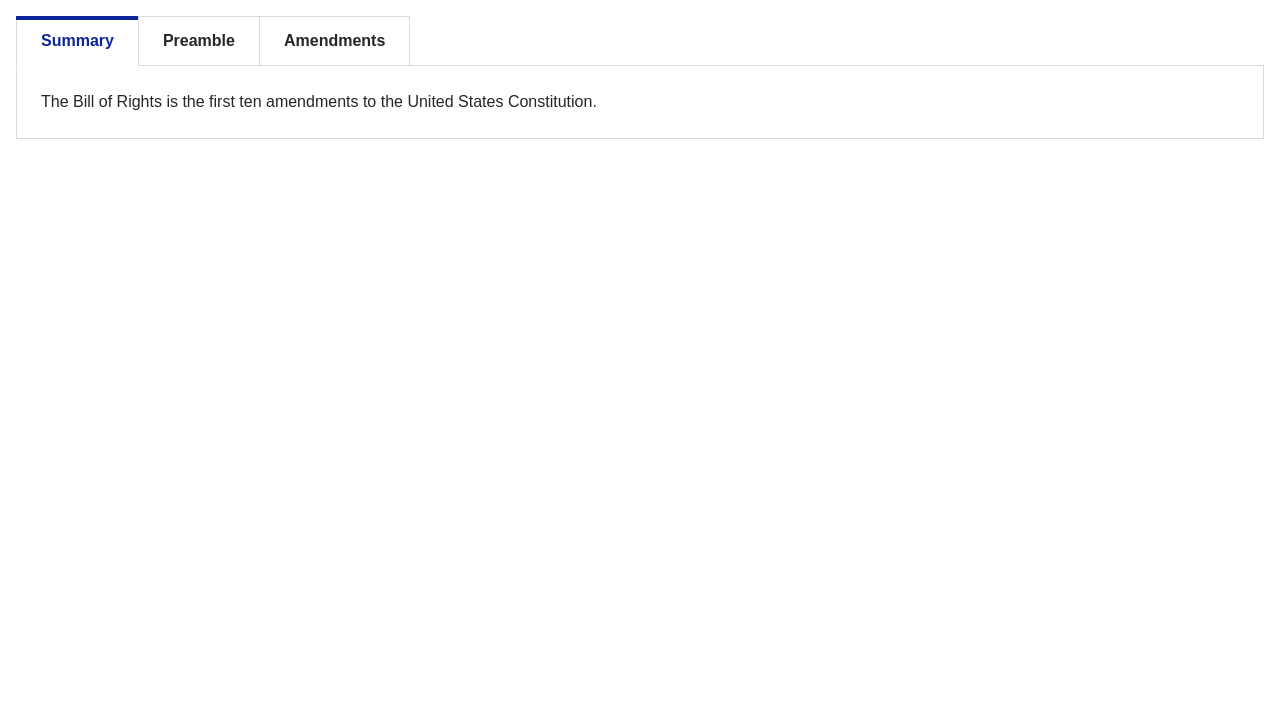 Summary Preamble Amendments
The Bill of Rights is the first ten amendments to the United States Constitution.